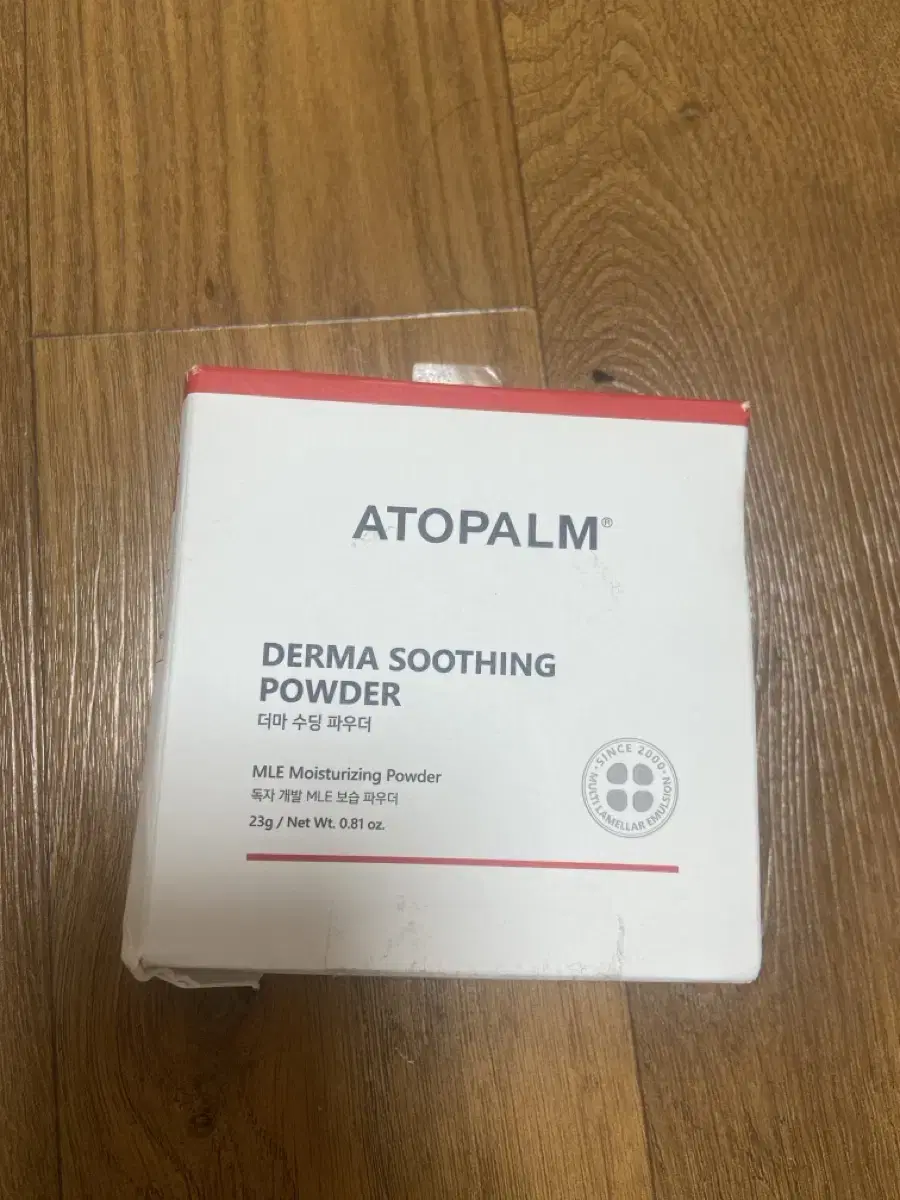 ATOPALM®
DERMA SOOTHING
POWDER
더마 수딩 파우더
MLE Moisturizing Powder
독자 개발 MLE 보습 파우더
23g / Net Wt. 0.81 oz.
·SINCE 2000·
MULTI LAMELLAR EMULSION